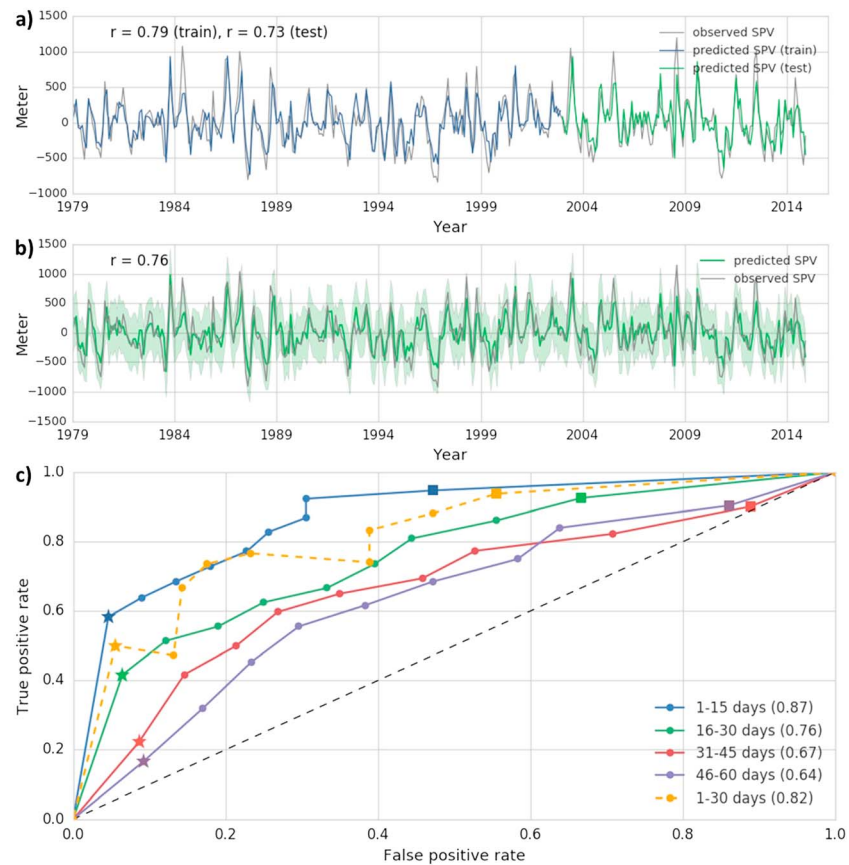 a)
r = 0.79 (train), r = 0.73 (test)
observed SPV
predicted SPV (train)
predicted SPV (test)
1500
1000
500
0
−500
−1000
Meter
1979 1984 1989 1994 1999 2004 2009 2014
Year
b)
r = 0.76
predicted SPV
observed SPV
1500
1000
500
0
−500
−1000
−1500
Meter
1979 1984 1989 1994 1999 2004 2009 2014
Year
c)
1.0
0.8
0.6
0.4
0.2
0.0
True positive rate
1-15 days (0.87)
16-30 days (0.76)
31-45 days (0.67)
46-60 days (0.64)
1-30 days (0.82)
0.0 0.2 0.4 0.6 0.8 1.0
False positive rate